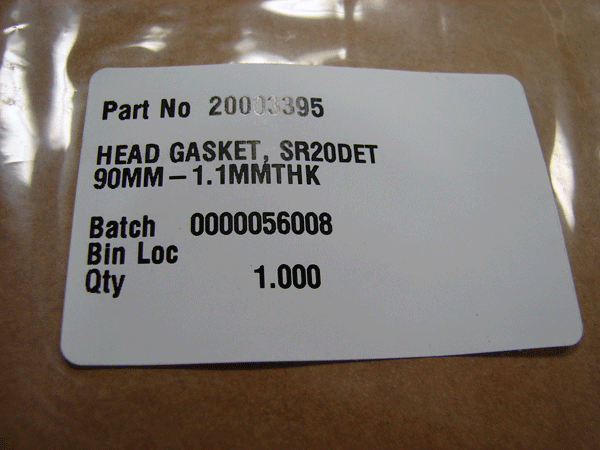 Part No 20003395
HEAD GASKET, SR20DET
90MM-1.1MMTHK
Batch 0000056008
Bin Loc
Qty 1.000